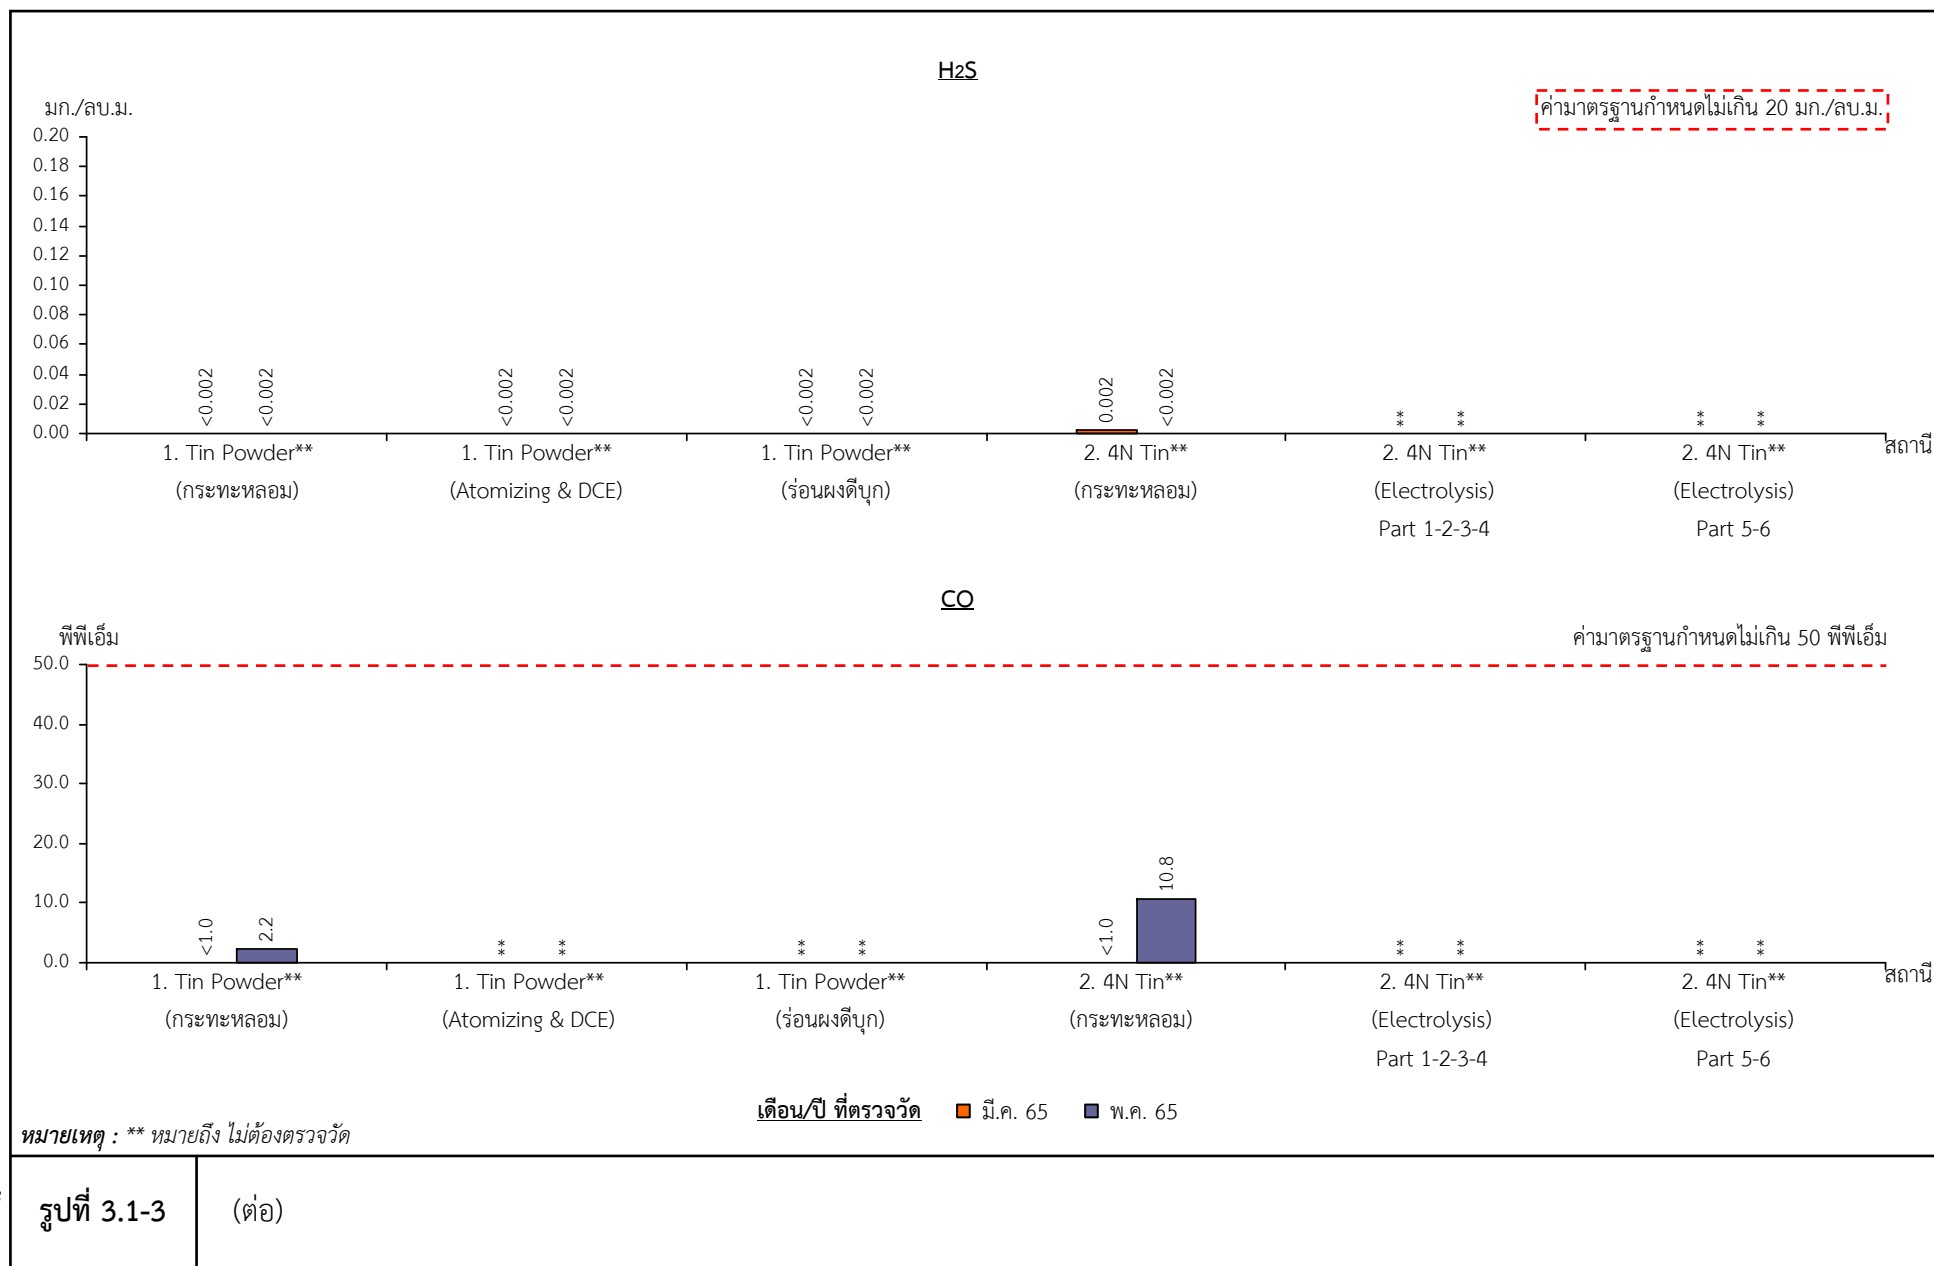 H2S
มก./ลบ.ม.
ค่ามาตรฐานกำหนดไม่เกิน 20 มก./ลบ.ม.
0.20
0.18
0.16
0.14
0.12
0.10
0.08
0.06
0.04
0.02
0.00
<0.002 <0.002 <0.002 <0.002 <0.002 <0.002 0.002 <0.002 ** ** ** **
1. Tin Powder** 1. Tin Powder** 1. Tin Powder** 2. 4N Tin** 2. 4N Tin** 2. 4N Tin** สถานี
(กระทะหลอม) (Atomizing & DCE) (ร่อนผงดีบุก) (กระทะหลอม) (Electrolysis) (Electrolysis)
Part 1-2-3-4 Part 5-6
CO
พีพีเอ็ม
ค่ามาตรฐานกำหนดไม่เกิน 50 พีพีเอ็ม
50.0
40.0
30.0
20.0
10.0
0.0
<1.0 2.2 ** ** ** ** <1.0 10.8 ** ** ** **
1. Tin Powder** 1. Tin Powder** 1. Tin Powder** 2. 4N Tin** 2. 4N Tin** 2. 4N Tin** สถานี
(กระทะหลอม) (Atomizing & DCE) (ร่อนผงดีบุก) (กระทะหลอม) (Electrolysis) (Electrolysis)
Part 1-2-3-4 Part 5-6
เดือน/ปี ที่ตรวจวัด มี.ค. 65 พ.ค. 65
หมายเหตุ : ** หมายถึง ไม่ต้องตรวจวัด
รูปที่ 3.1-3 (ต่อ)